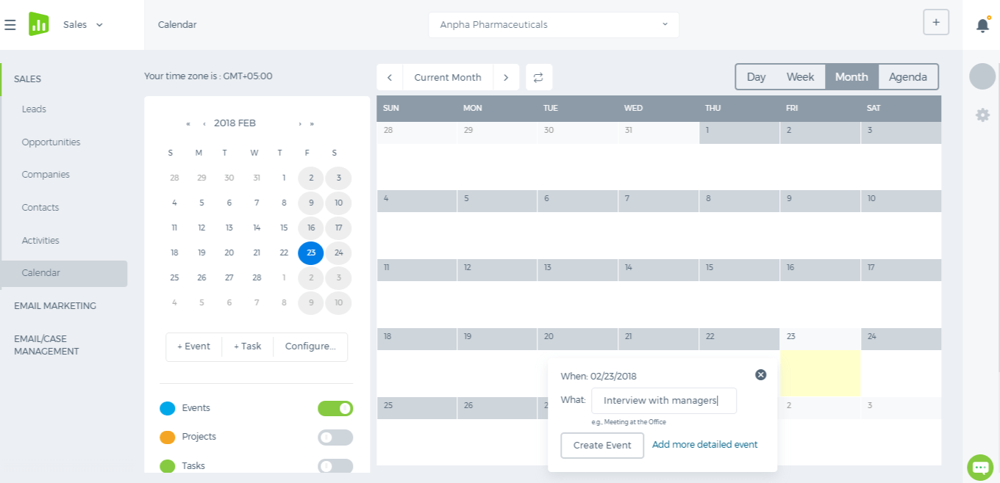 Sales
Calendar
Anpha Pharmaceuticals
+
SALES
Leads
Opportunities
Companies
Contacts
Activities
Calendar
EMAIL MARKETING
EMAIL/CASE
MANAGEMENT
Your time zone is : GMT+05:00
« ‹ 2018 FEB › »
S M T W T F S
28 29 30 31 1 2 3
4 5 6 7 8 9 10
11 12 13 14 15 16 17
18 19 20 21 22 23 24
25 26 27 28 1 2 3
4 5 6 7 8 9 10
+ Event + Task Configure...
Events
Projects
Tasks
‹ Current Month ›
Day Week Month Agenda
SUN MON TUE WED THU FRI SAT
28 29 30 31 1 2 3
4 5 6 7 8 9 10
11 12 13 14 15 16 17
18 19 20 21 22 23 24
25 26 2 2 3
When: 02/23/2018
What: Interview with managers
e.g., Meeting at the Office
Create Event Add more detailed event